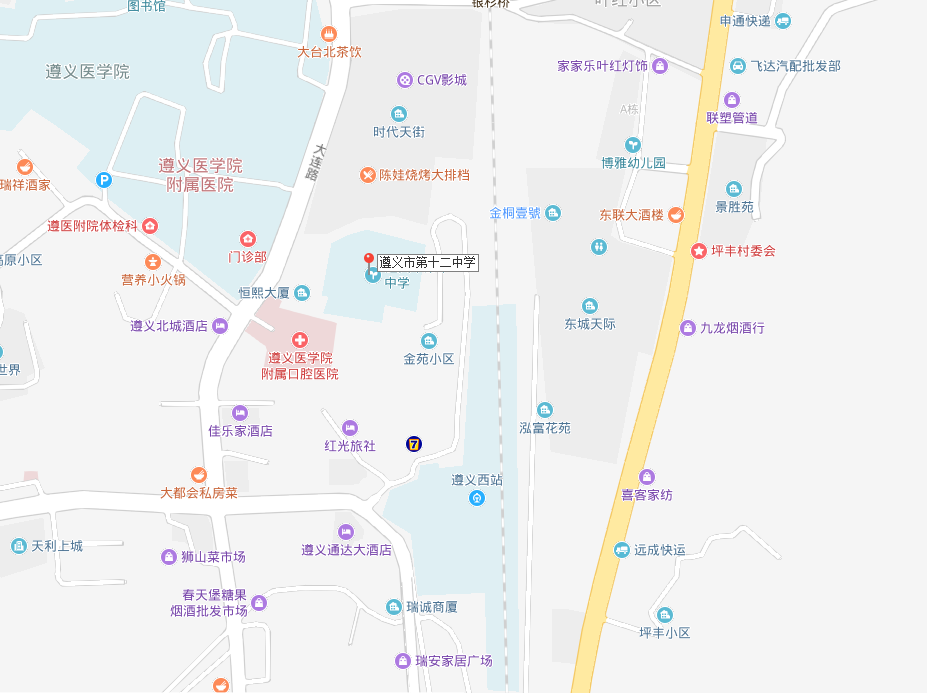 图书馆
银杉桥
叶红小区
申通快递
大台北茶饮
遵义医学院
CGV影城
家家乐叶红灯饰
飞达汽配批发部
A栋
联塑管道
时代天街
大连路
博雅幼儿园
遵义医学院
附属医院
陈娃烧烤大排档
瑞祥酒家
P
金桐壹號
东联大酒楼
景胜苑
遵医附院体检科
门诊部
坪丰村委会
高原小区
营养小火锅
遵义市第十二中学
中学
恒熙大厦
遵义北城酒店
东城天际
九龙烟酒行
金苑小区
遵义医学院
附属口腔医院
世界
佳乐家酒店
红光旅社
7
泓富花苑
遵义西站
大都会私房菜
喜客家纺
天利上城
狮山菜市场
遵义通达大酒店
远成快运
春天堡糖果
烟酒批发市场
瑞诚商厦
坪丰小区
瑞安家居广场